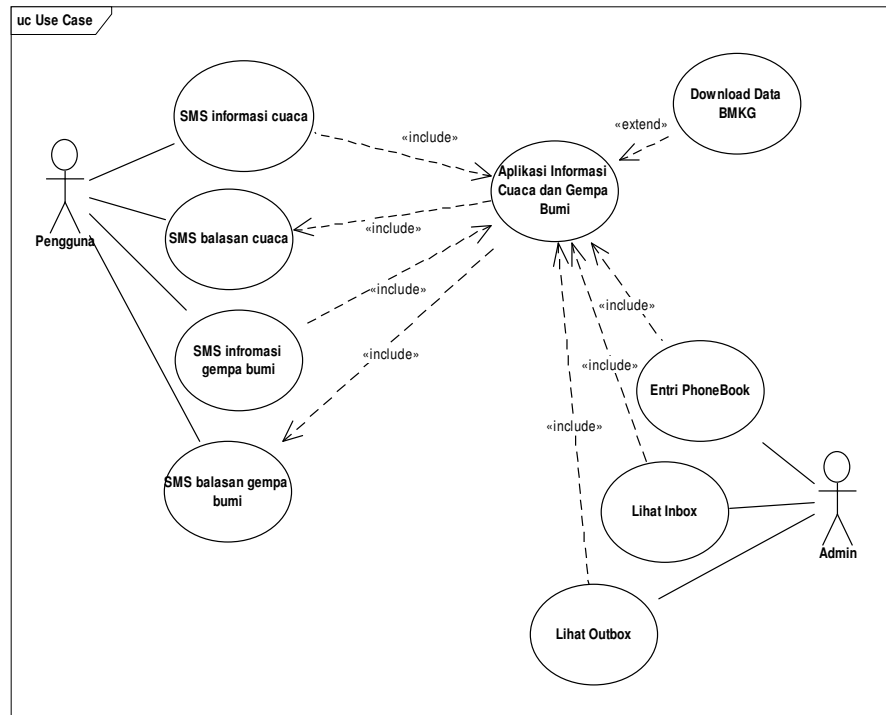 uc Use Case
SMS informasi cuaca
Download Data
BMKG
«extend»
«include»
Aplikasi Informasi
Cuaca dan Gempa
Bumi
Pengguna
SMS balasan cuaca
«include»
«include»
SMS infromasi
gempa bumi
«include»
«include»
Entri PhoneBook
«include»
«include»
SMS balasan gempa
bumi
Lihat Inbox
Admin
Lihat Outbox